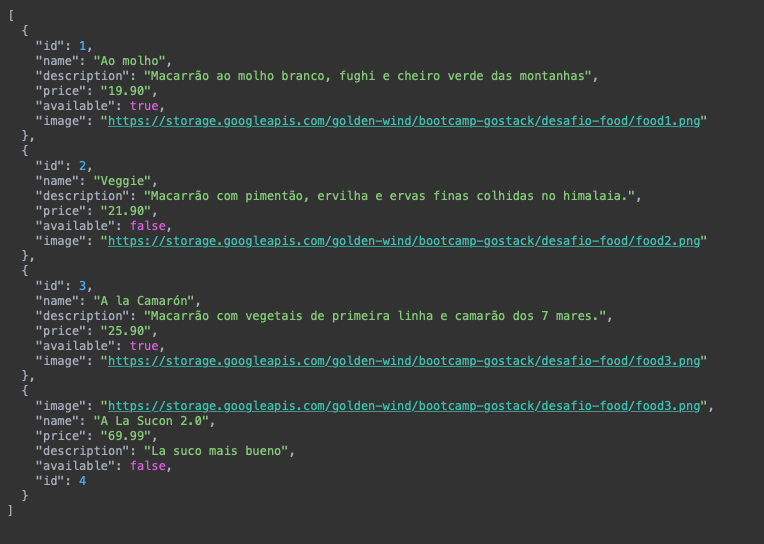 [
  {
    "id": 1,
    "name": "Ao molho",
    "description": "Macarrão ao molho branco, fughi e cheiro verde das montanhas",
    "price": "19.90",
    "available": true,
    "image": "https://storage.googleapis.com/golden-wind/bootcamp-gostack/desafio-food/food1.png"
  },
  {
    "id": 2,
    "name": "Veggie",
    "description": "Macarrão com pimentão, ervilha e ervas finas colhidas no himalaia.",
    "price": "21.90",
    "available": false,
    "image": "https://storage.googleapis.com/golden-wind/bootcamp-gostack/desafio-food/food2.png"
  },
  {
    "id": 3,
    "name": "A la Camarón",
    "description": "Macarrão com vegetais de primeira linha e camarão dos 7 mares.",
    "price": "25.90",
    "available": true,
    "image": "https://storage.googleapis.com/golden-wind/bootcamp-gostack/desafio-food/food3.png"
  },
  {
    "image": "https://storage.googleapis.com/golden-wind/bootcamp-gostack/desafio-food/food3.png",
    "name": "A La Sucon 2.0",
    "price": "69.99",
    "description": "La suco mais bueno",
    "available": false,
    "id": 4
  }
]